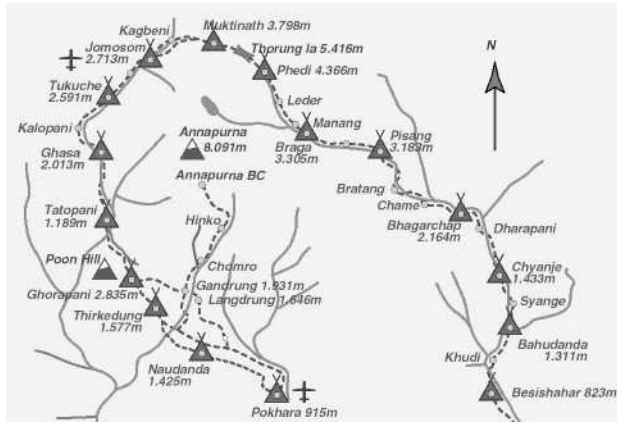 Kagbeni
Muktinath 3.798m
Jomosom
2.713m
Thorung la 5.416m
Phedi 4.366m
N
Tukuche
2.591m
Leder
Kalopani
Annapurna
8.091m
Manang
Braga
3.305m
Pisang
3.183m
Ghasa
2.013m
Annapurna BC
Bratang
Chame
Bhagarchap
2.164m
Dharapani
Tatopani
1.189m
Hinko
Poon Hill
Chomro
Chyanje
1.433m
Ghorapani 2.835m
Gandrung 1.931m
Langdrung 1.646m
Syange
Thirkedung
1.577m
Bahudanda
1.311m
Khudi
Naudanda
1.425m
Besishahar 823m
Pokhara 915m